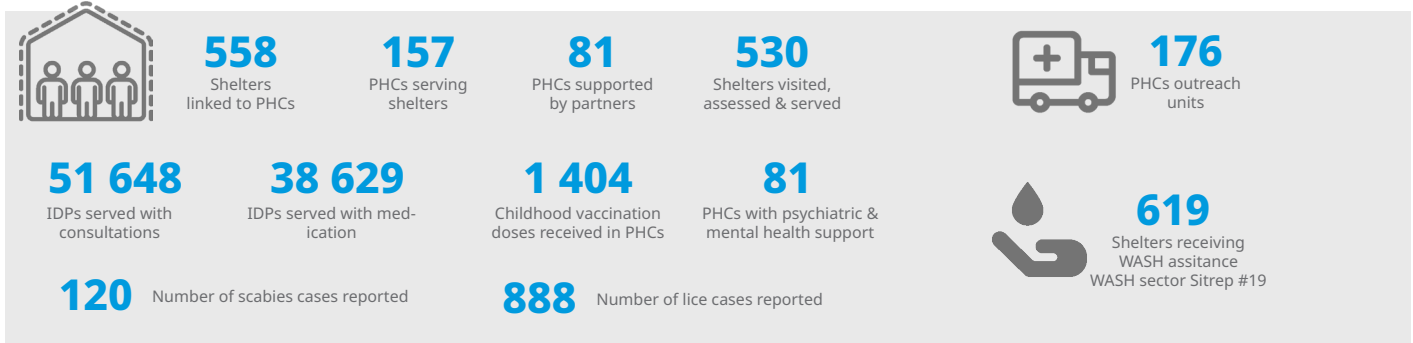 558
Shelters
linked to PHCs
157
PHCs serving
shelters
81
PHCs supported
by partners
530
Shelters visited,
assessed & served
176
PHCs outreach
units
51 648
IDPs served with
consultations
38 629
IDPs served with med-
ication
1 404
Childhood vaccination
doses received in PHCs
81
PHCs with psychiatric &
mental health support
619
Shelters receiving
WASH assitance
WASH sector Sitrep #19
120
Number of scabies cases reported
888
Number of lice cases reported